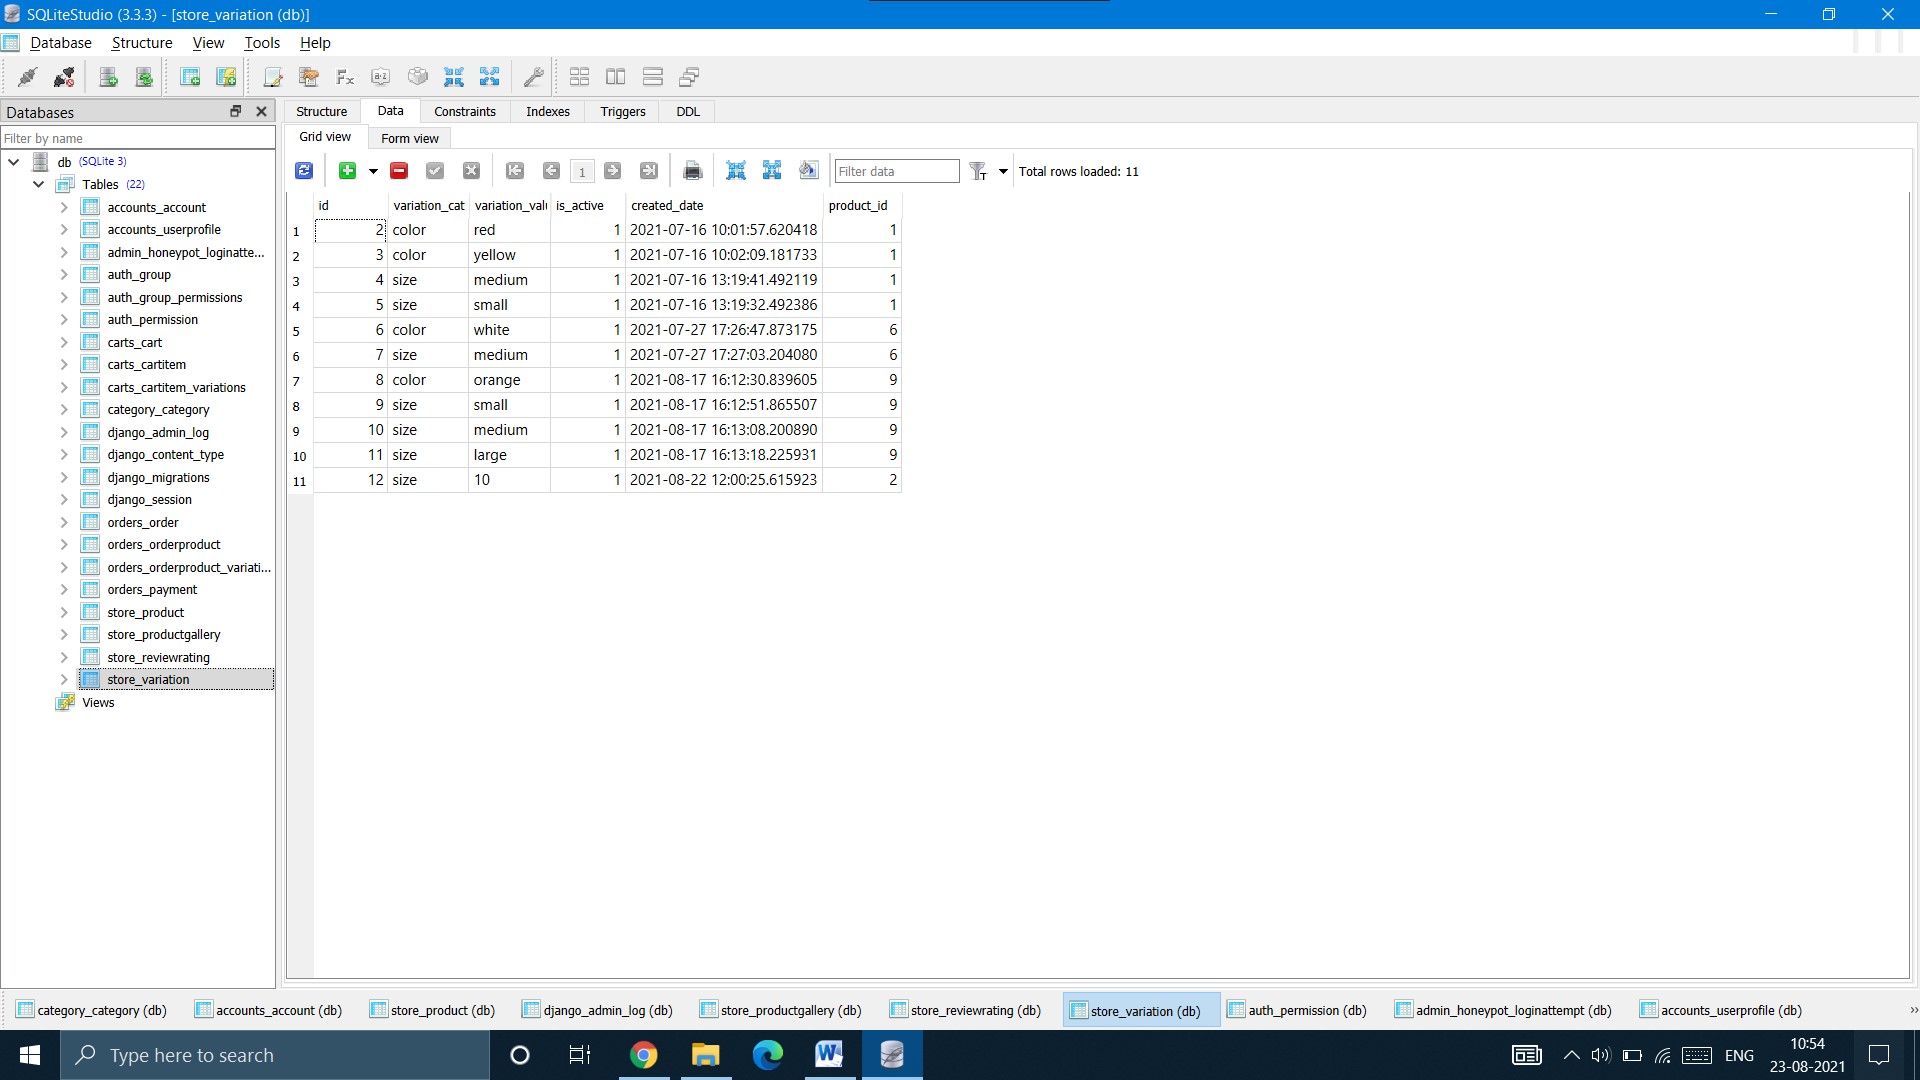 SQLiteStudio (3.3.3) - [store_variation (db)]
Database Structure View Tools Help
Databases
Filter by name
db (SQLite 3)
Tables (22)
accounts_account
accounts_userprofile
admin_honeypot_loginatte...
auth_group
auth_group_permissions
auth_permission
carts_cart
carts_cartitem
carts_cartitem_variations
category_category
django_admin_log
django_content_type
django_migrations
django_session
orders_order
orders_orderproduct
orders_orderproduct_variati...
orders_payment
store_product
store_productgallery
store_reviewrating
store_variation
Views
Structure Data Constraints Indexes Triggers DDL
Grid view Form view
1 Filter data Total rows loaded: 11
id variation_cat variation_valu is_active created_date product_id
1 2 color red 1 2021-07-16 10:01:57.620418 1
2 3 color yellow 1 2021-07-16 10:02:09.181733 1
3 4 size medium 1 2021-07-16 13:19:41.492119 1
4 5 size small 1 2021-07-16 13:19:32.492386 1
5 6 color white 1 2021-07-27 17:26:47.873175 6
6 7 size medium 1 2021-07-27 17:27:03.204080 6
7 8 color orange 1 2021-08-17 16:12:30.839605 9
8 9 size small 1 2021-08-17 16:12:51.865507 9
9 10 size medium 1 2021-08-17 16:13:08.200890 9
10 11 size large 1 2021-08-17 16:13:18.225931 9
11 12 size 10 1 2021-08-22 12:00:25.615923 2
category_category (db) accounts_account (db) store_product (db) django_admin_log (db) store_productgallery (db) store_reviewrating (db) store_variation (db) auth_permission (db) admin_honeypot_loginattempt (db) accounts_userprofile (db) »
Type here to search
ENG
10:54
23-08-2021